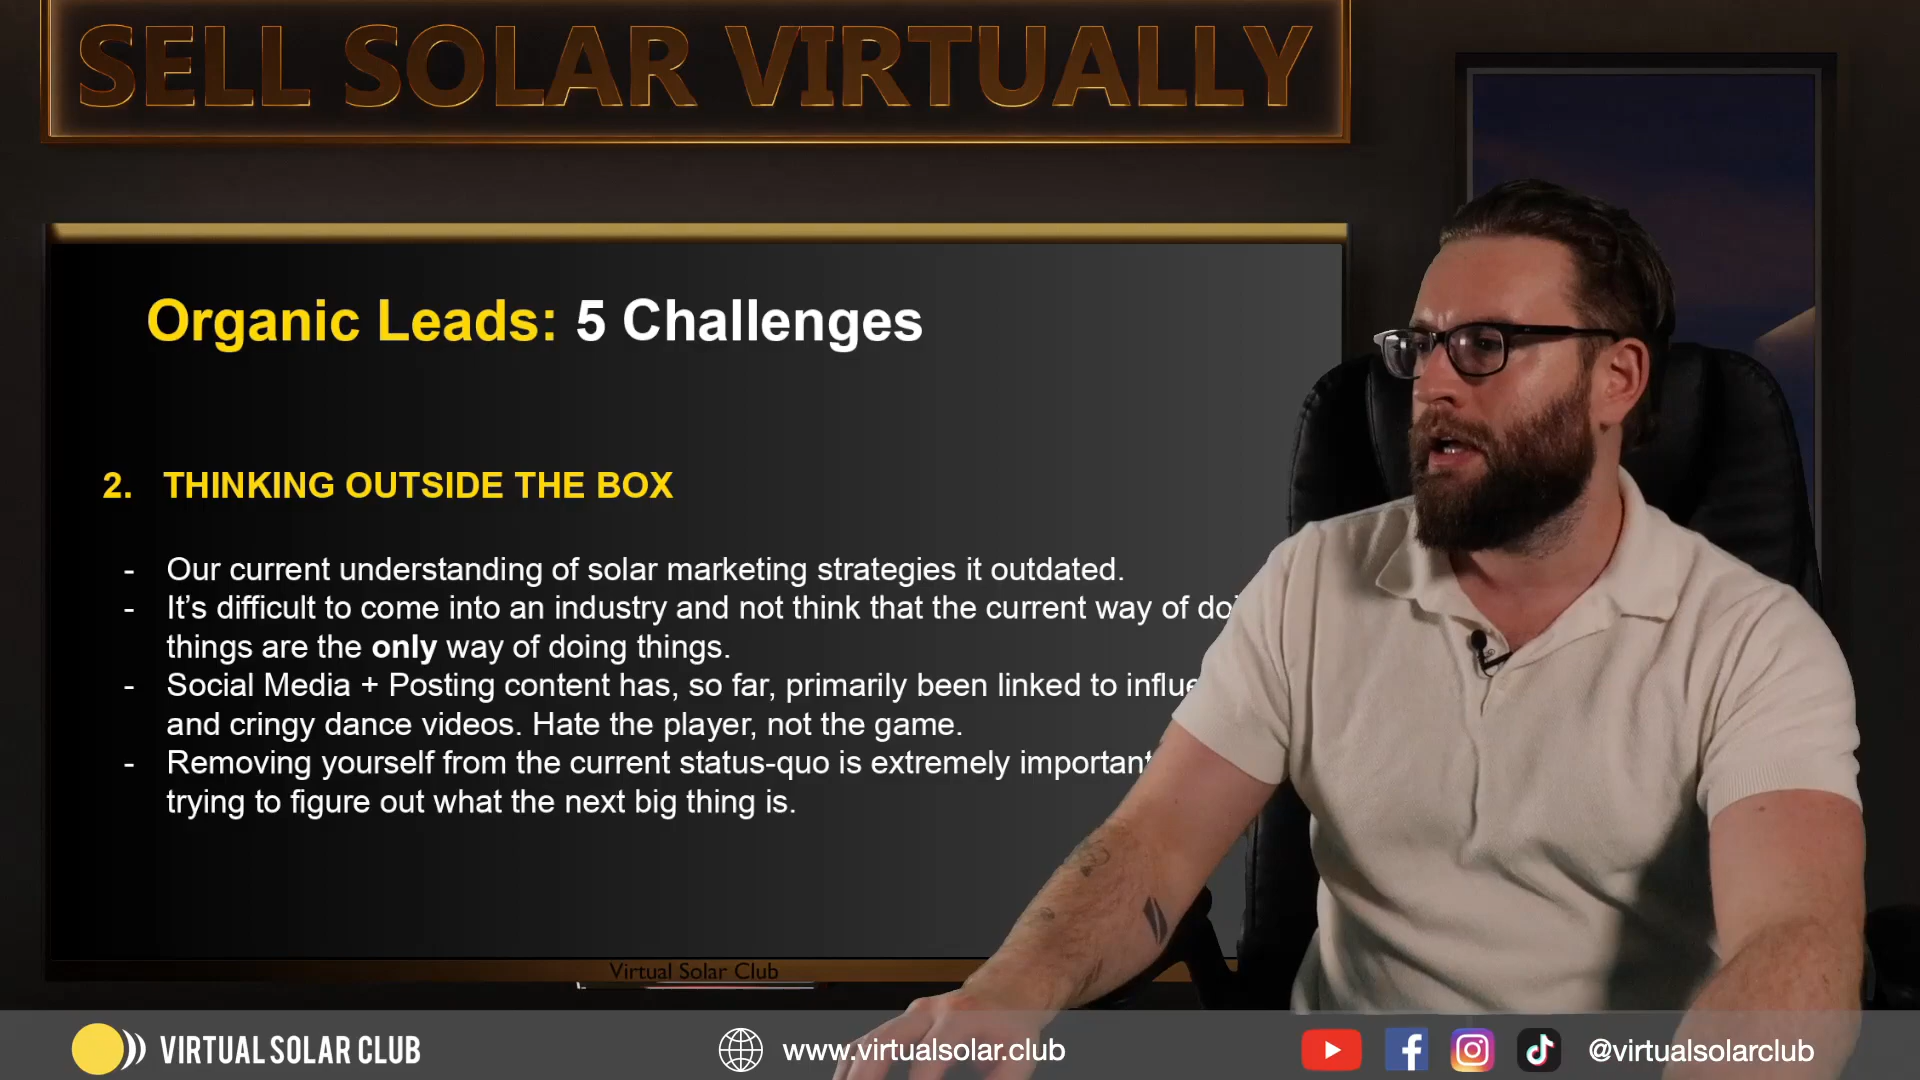 SELL SOLAR VIRTUALLY
Organic Leads: 5 Challenges
2. THINKING OUTSIDE THE BOX
- Our current understanding of solar marketing strategies it outdated.
- It's difficult to come into an industry and not think that the current way of
things are the only way of doing things.
- Social Media + Posting content has, so far, primarily been linked to
and cringy dance videos. Hate the player, not the game.
- Removing yourself from the current status-quo is extremely important
trying to figure out what the next big thing is.
Virtual Solar Club
VIRTUAL SOLAR CLUB
www.virtualsolar.club
@virtualsolarclub